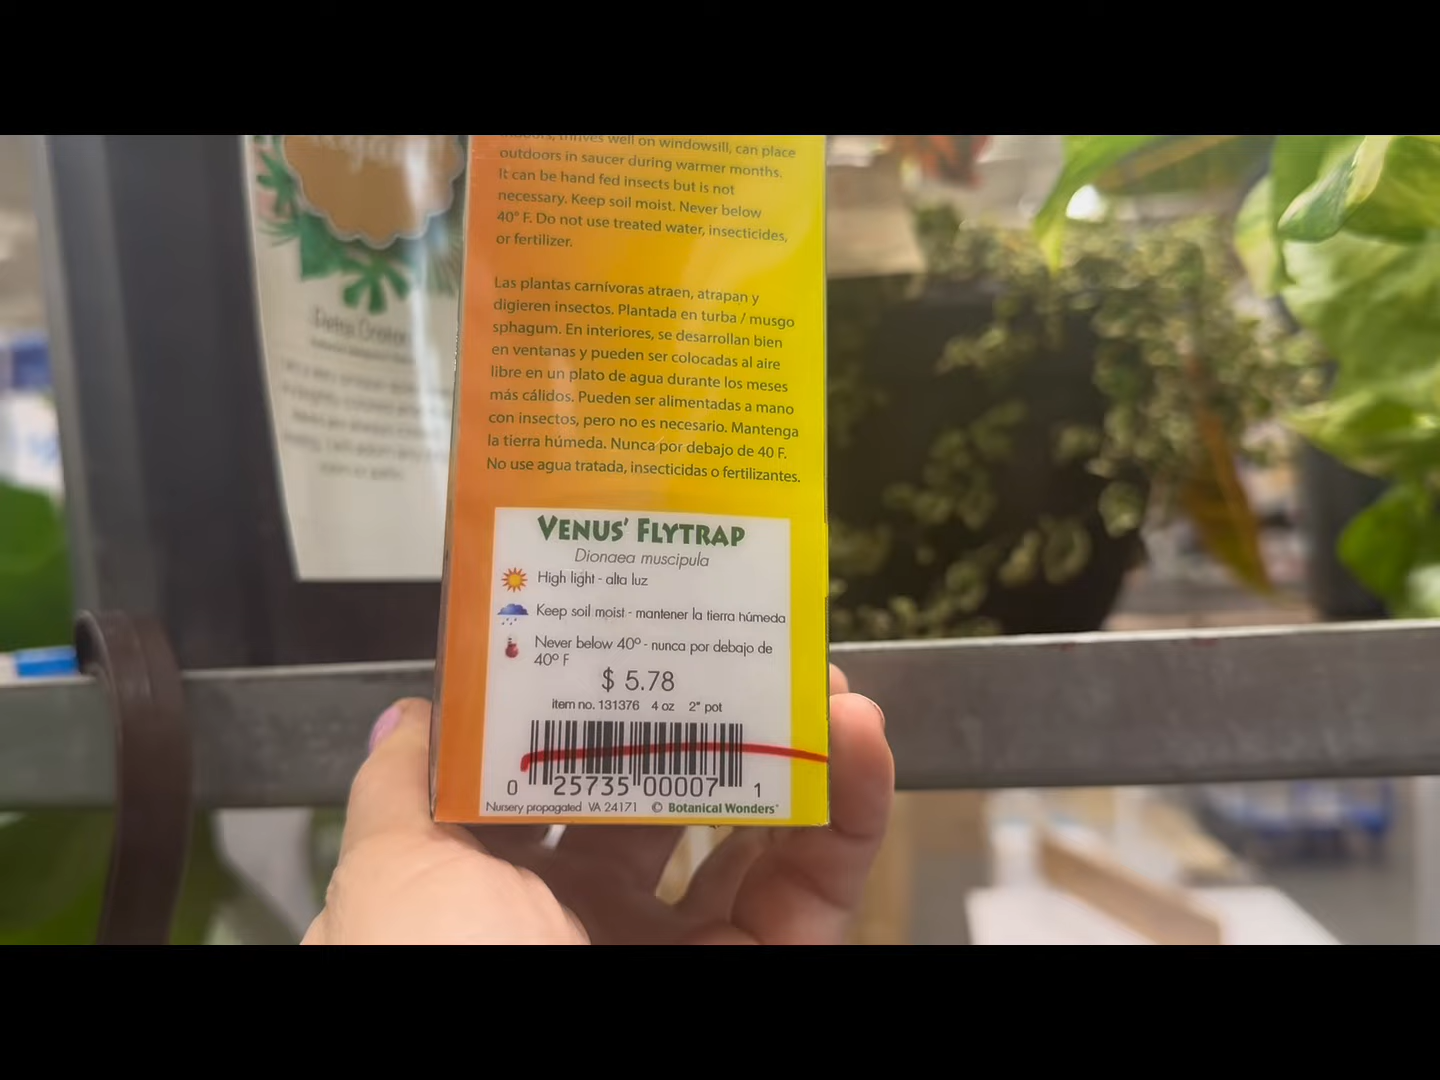 thrives well on windowsill, can place
outdoors in saucer during warmer months.
It can be hand fed insects but is not
necessary. Keep soil moist. Never below
40° F. Do not use treated water, insecticides,
or fertilizer.
Las plantas carnívoras atraen, atrapan y
digieren insectos. Plantada en turba / musgo
sphagum. En interiores, se desarrollan bien
en ventanas y pueden ser colocadas al aire
libre en un plato de agua durante los meses
más cálidos. Pueden ser alimentadas a mano
con insectos, pero no es necesario. Mantenga
la tierra húmeda. Nunca por debajo de 40 F.
No use agua tratada, insecticidas o fertilizantes.
VENUS' FLYTRAP
Dionaea muscipula
High light - alta luz
Keep soil moist - mantener la tierra húmeda
Never below 40° - nunca por debajo de
40° F
$ 5.78
item no. 131376 4 oz 2" pot
0 25735 00007 1
Nursery propagated VA 24171 © Botanical Wonders®